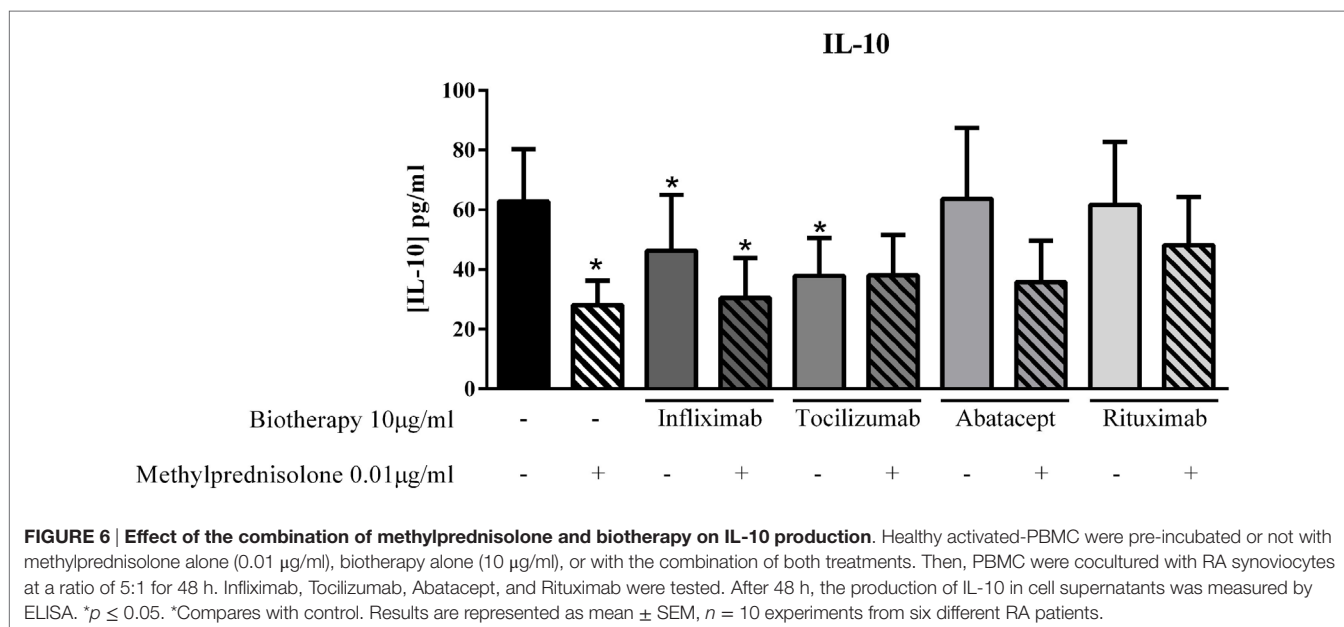 IL-10
100
80
60
40
20
0
[IL-10] pg/ml
* * * * *
Biotherapy 10µg/ml - - Infliximab Tocilizumab Abatacept Rituximab
Methylprednisolone 0.01µg/ml - + - + - + - + - +
FIGURE 6 | Effect of the combination of methylprednisolone and biotherapy on IL-10 production. Healthy activated-PBMC were pre-incubated or not with
methylprednisolone alone (0.01 µg/ml), biotherapy alone (10 µg/ml), or with the combination of both treatments. Then, PBMC were cocultured with RA synoviocytes
at a ratio of 5:1 for 48 h. Infliximab, Tocilizumab, Abatacept, and Rituximab were tested. After 48 h, the production of IL-10 in cell supernatants was measured by
ELISA. *p ≤ 0.05. *Compares with control. Results are represented as mean ± SEM, n = 10 experiments from six different RA patients.